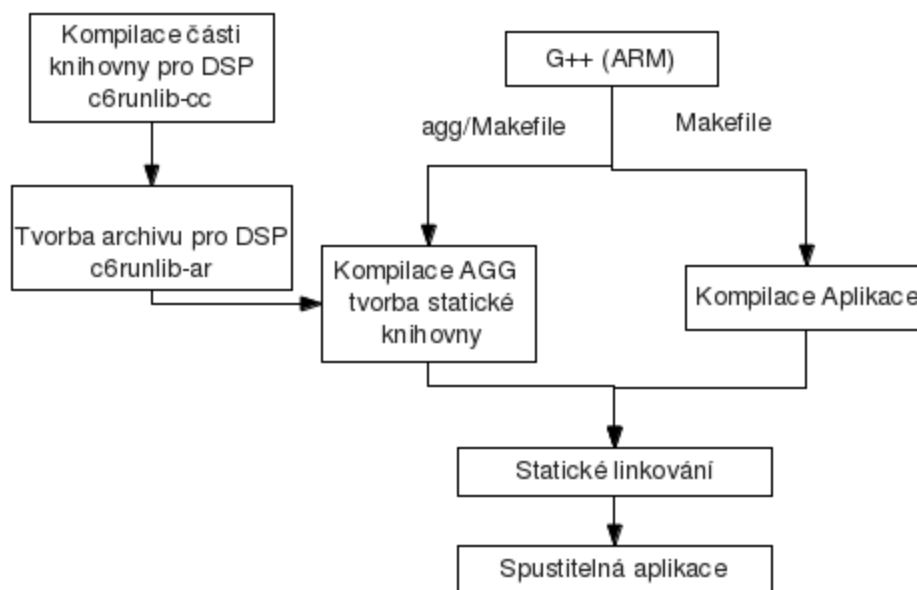 Kompilace části
knihovny pro DSP
c6runlib-cc
G++ (ARM)
agg/Makefile
Makefile
Tvorba archivu pro DSP
c6runlib-ar
Kompilace AGG
tvorba statické
knihovny
Kompilace Aplikace
Statické linkování
Spustitelná aplikace